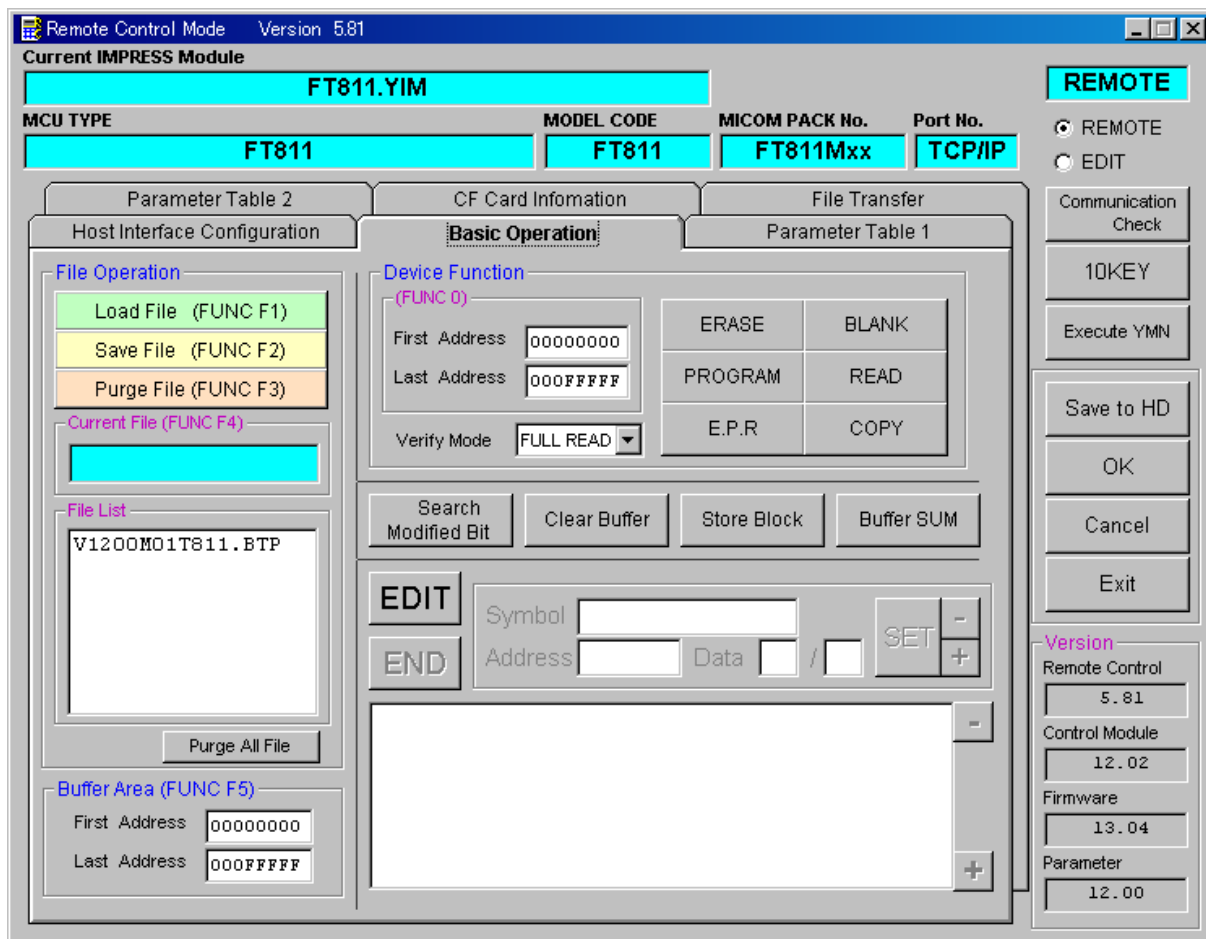 Remote Control Mode Version 5.81
Current IMPRESS Module
FT811.YIM
REMOTE
MCU TYPE
MODEL CODE
MICOM PACK No.
Port No.
FT811
FT811
FT811Mxx
TCP/IP
REMOTE
EDIT
Parameter Table 2
CF Card Infomation
File Transfer
Host Interface Configuration
Basic Operation
Parameter Table 1
Communication
Check
10KEY
Execute YMN
Save to HD
OK
Cancel
Exit
File Operation
Load File (FUNC F1)
Save File (FUNC F2)
Purge File (FUNC F3)
Current File (FUNC F4)
File List
V1200M01T811.BTP
Purge All File
Buffer Area (FUNC F5)
First Address
00000000
Last Address
000FFFFF
Device Function
(FUNC 0)
First Address
00000000
Last Address
000FFFFF
Verify Mode
FULL READ
ERASE
BLANK
PROGRAM
READ
E.P.R
COPY
Search
Modified Bit
Clear Buffer
Store Block
Buffer SUM
EDIT
END
Symbol
Address
Data
/
SET
-
+
-
+
Version
Remote Control
5.81
Control Module
12.02
Firmware
13.04
Parameter
12.00